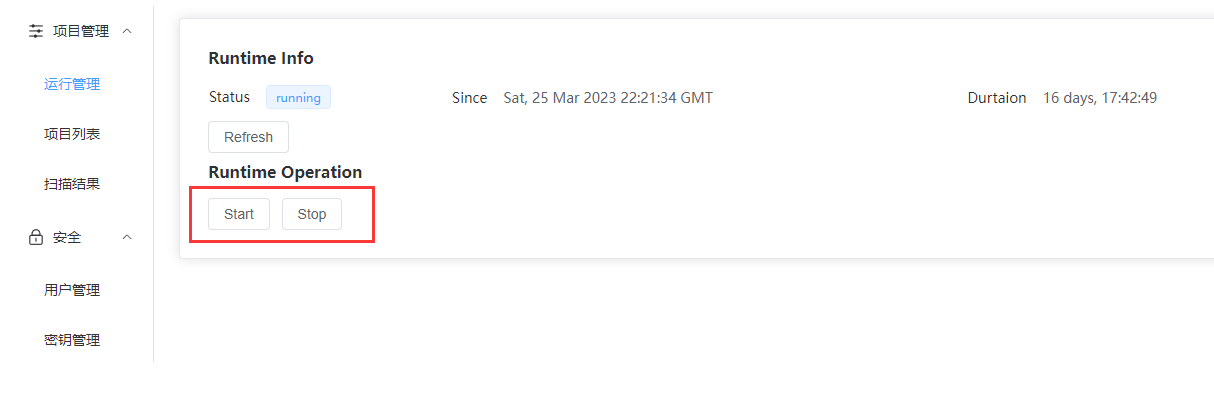 项目管理
运行管理
项目列表
扫描结果
安全
用户管理
密钥管理
Runtime Info
Status running Since Sat, 25 Mar 2023 22:21:34 GMT Durtaion 16 days, 17:42:49
Refresh
Runtime Operation
Start Stop